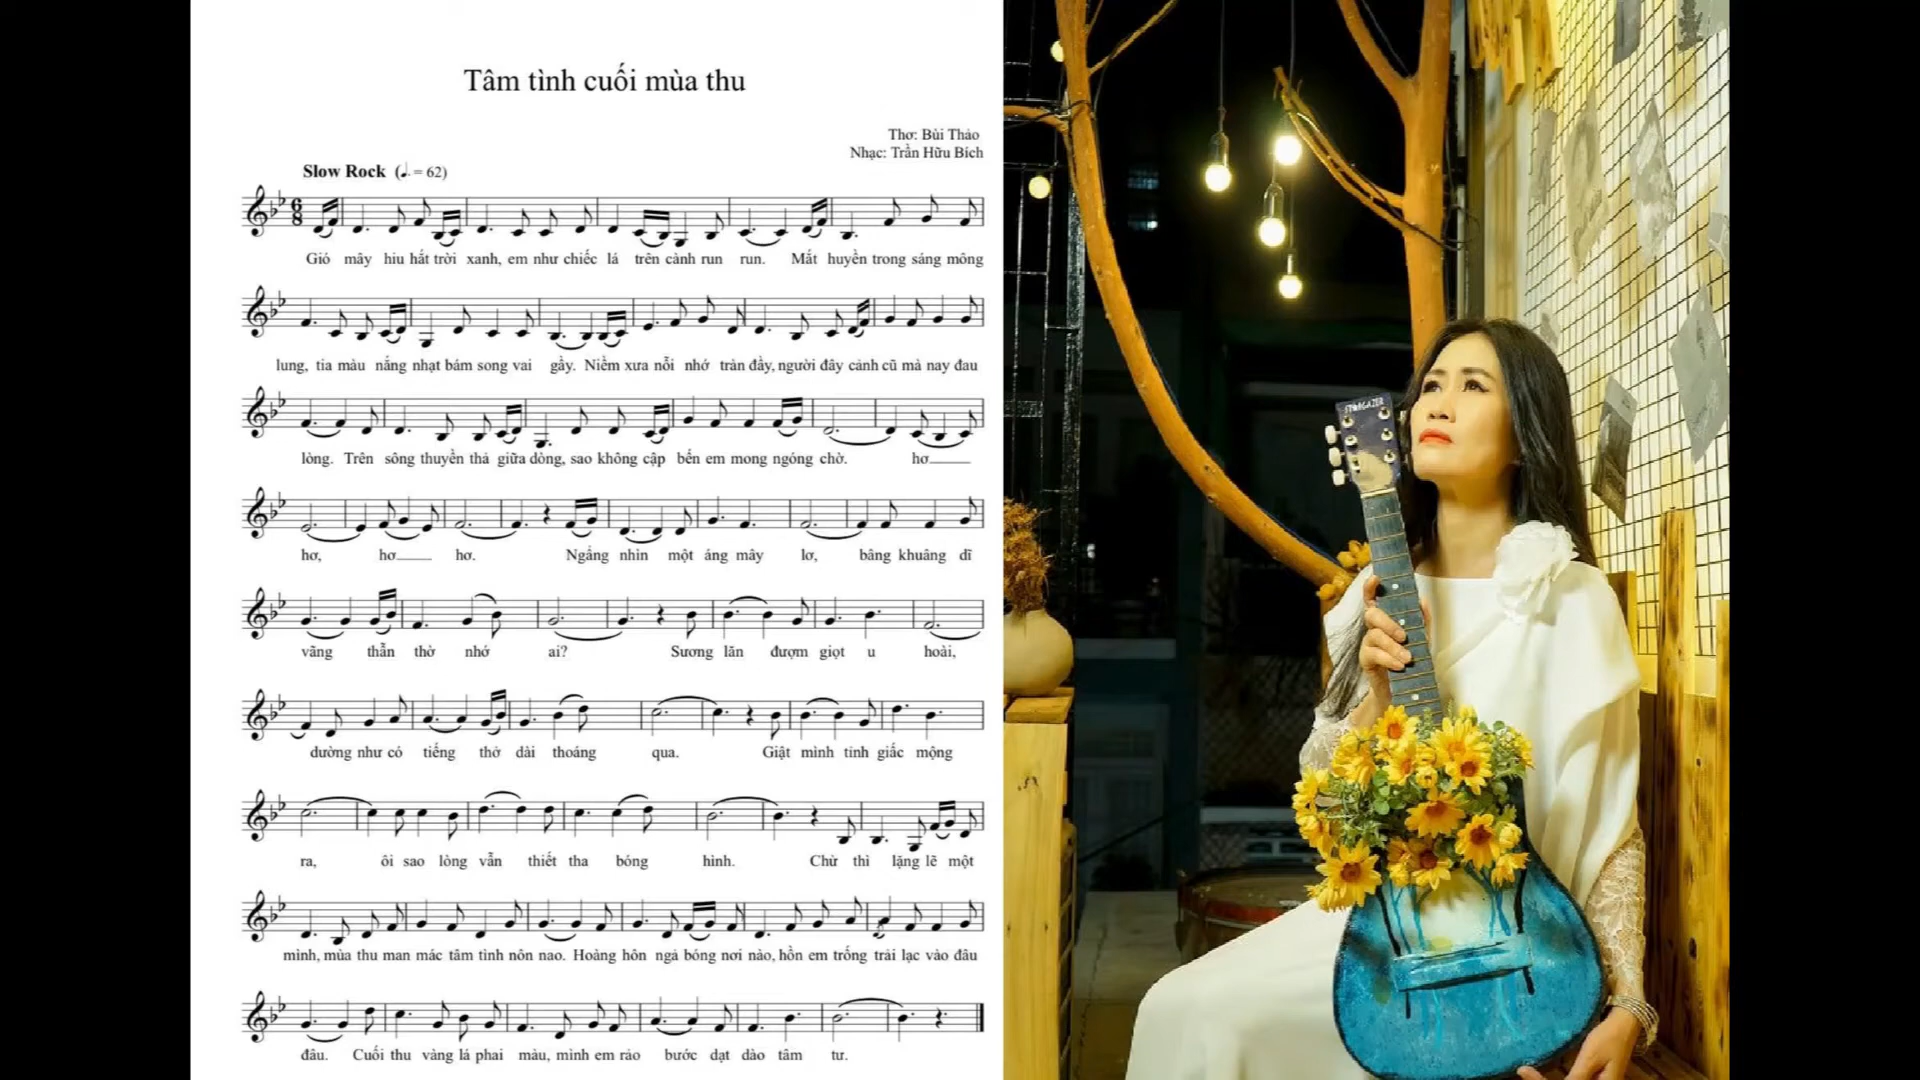 Tâm tình cuối mùa thu
Thơ: Bùi Thảo
Nhạc: Trần Hữu Bích
Slow Rock (♩. = 62)
6
8
Gió mây hiu hắt trời xanh, em như chiếc lá trên cành run run. Mắt huyền trong sáng mông
lung, tia màu nắng nhạt bám song vai gầy. Niềm xưa nỗi nhớ tràn đầy, người đây cảnh cũ mà nay đau
lòng. Trên sông thuyền thả giữa dòng, sao không cập bến em mong ngóng chờ. hơ
hơ, hơ hơ. Ngẩng nhìn một áng mây lơ, bâng khuâng dĩ
vãng thẫn thờ nhớ ai? Sương lăn đượm giọt u hoài,
dường như có tiếng thở dài thoáng qua. Giật mình tỉnh giấc mộng
ra, ôi sao lòng vẫn thiết tha bóng hình. Chừ thì lặng lẽ một
mình, mùa thu man mác tâm tình nôn nao. Hoàng hôn ngả bóng nơi nào, hồn em trống trải lạc vào đâu
đâu. Cuối thu vàng lá phai màu, mình em rảo bước dạt dào tâm tư.
STARGAZER